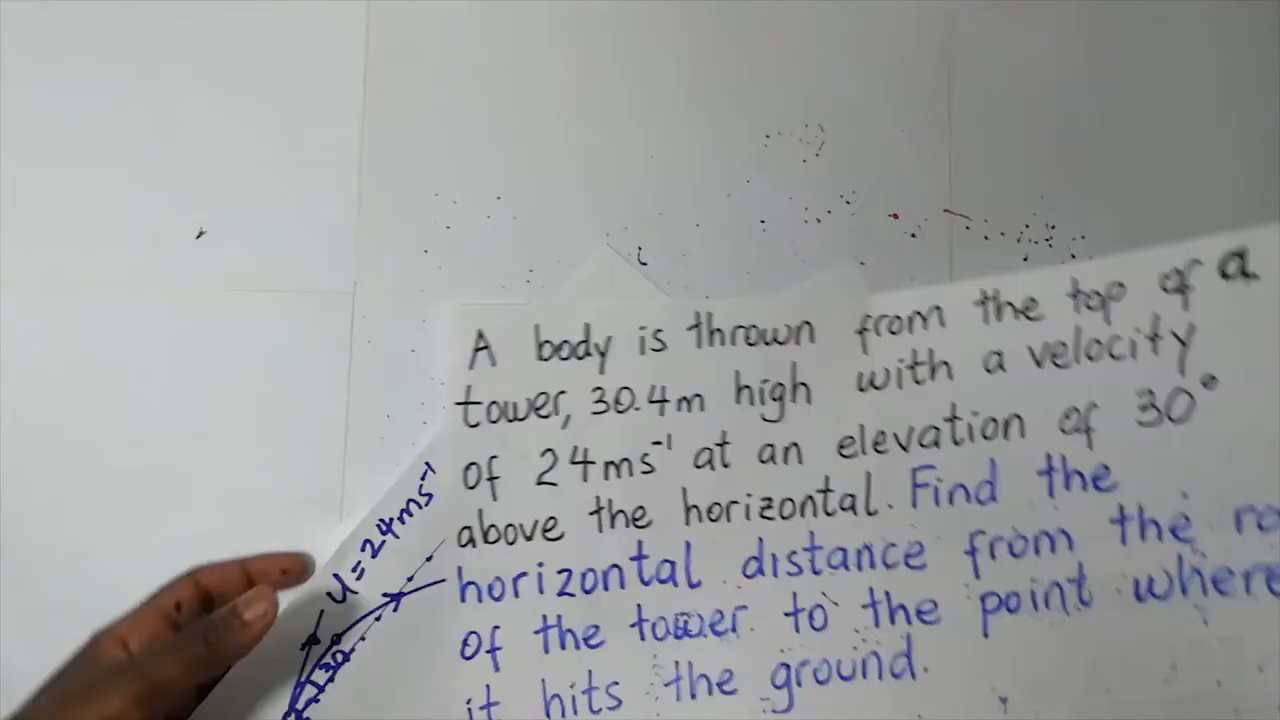 A body is thrown from the top of a
tower, 30.4m high with a velocity
of 24ms⁻¹ at an elevation of 30°
above the horizontal. Find the
horizontal distance from the
of the tower to the point where
it hits the ground.
u = 24ms⁻¹